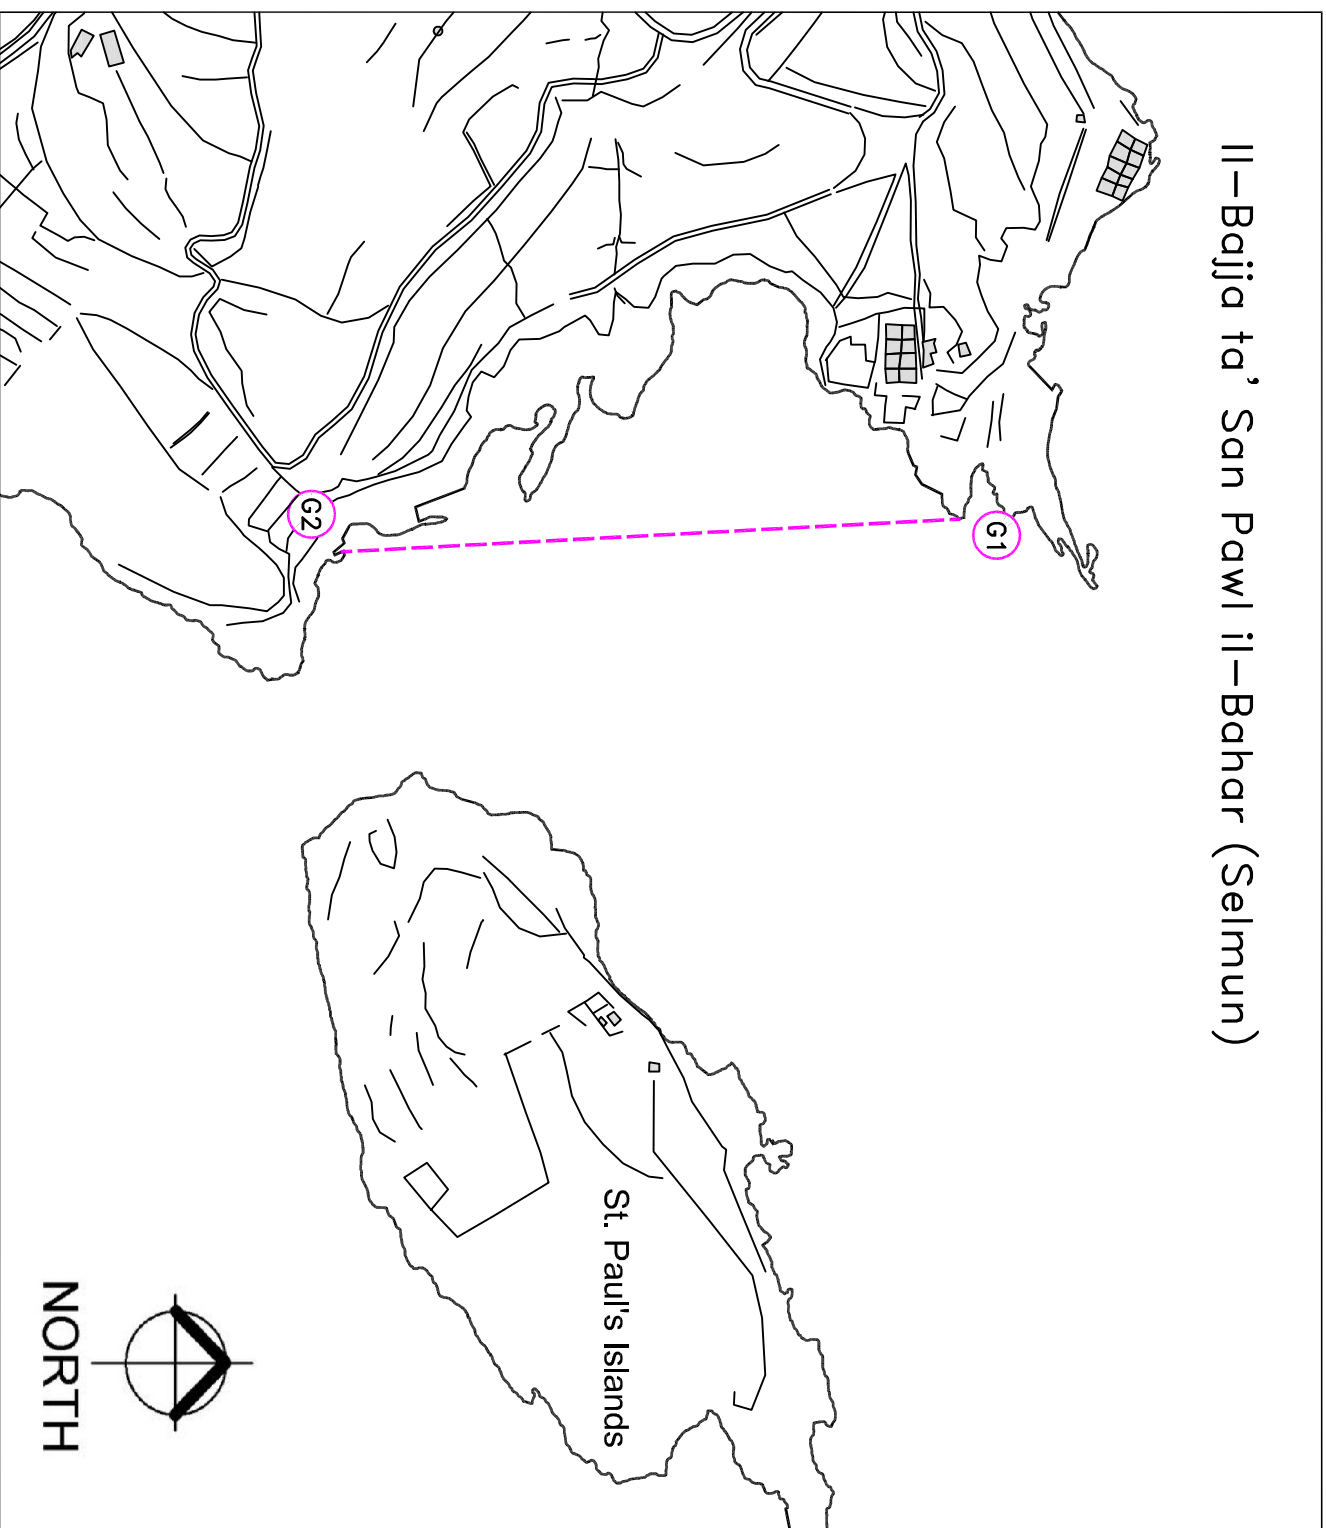 Il-Bajja ta' San Pawl il-Bahar (Selmun)
G1
G2
St. Paul's Islands
NORTH